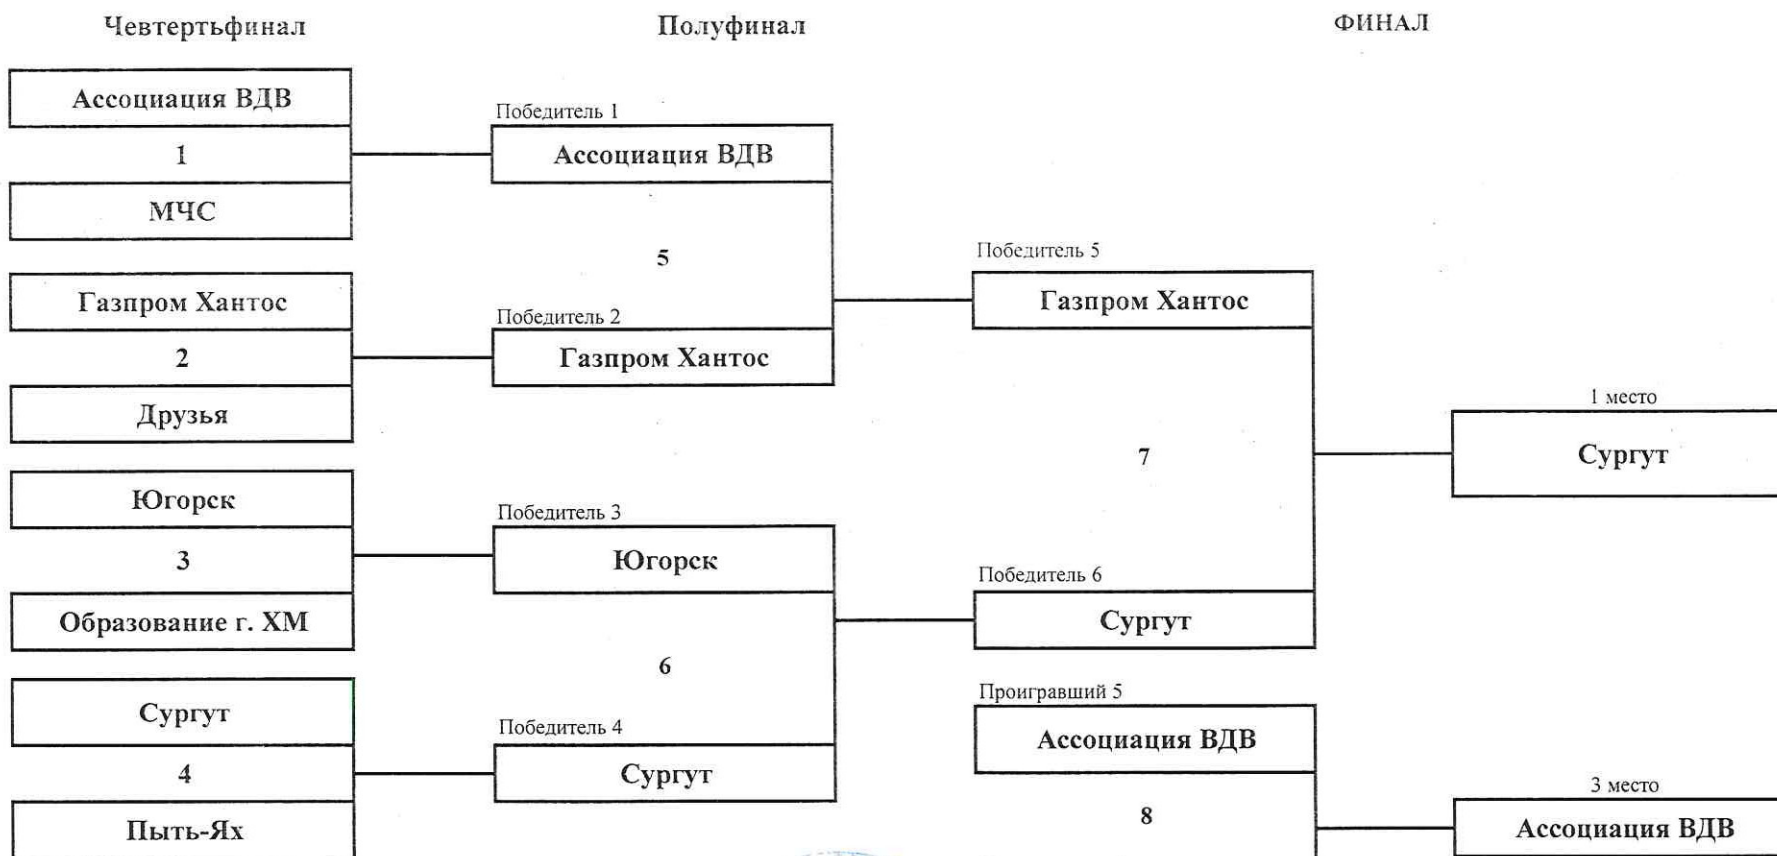 Чевтертьфинал
Полуфинал
ФИНАЛ
Ассоциация ВДВ
1
МЧС
Газпром Хантос
2
Друзья
Югорск
3
Образование г. ХМ
Сургут
4
Пыть-Ях
Победитель 1
Ассоциация ВДВ
5
Победитель 2
Газпром Хантос
Победитель 3
Югорск
6
Победитель 4
Сургут
Победитель 5
Газпром Хантос
7
Победитель 6
Сургут
Проигравший 5
Ассоциация ВДВ
8
1 место
Сургут
3 место
Ассоциация ВДВ